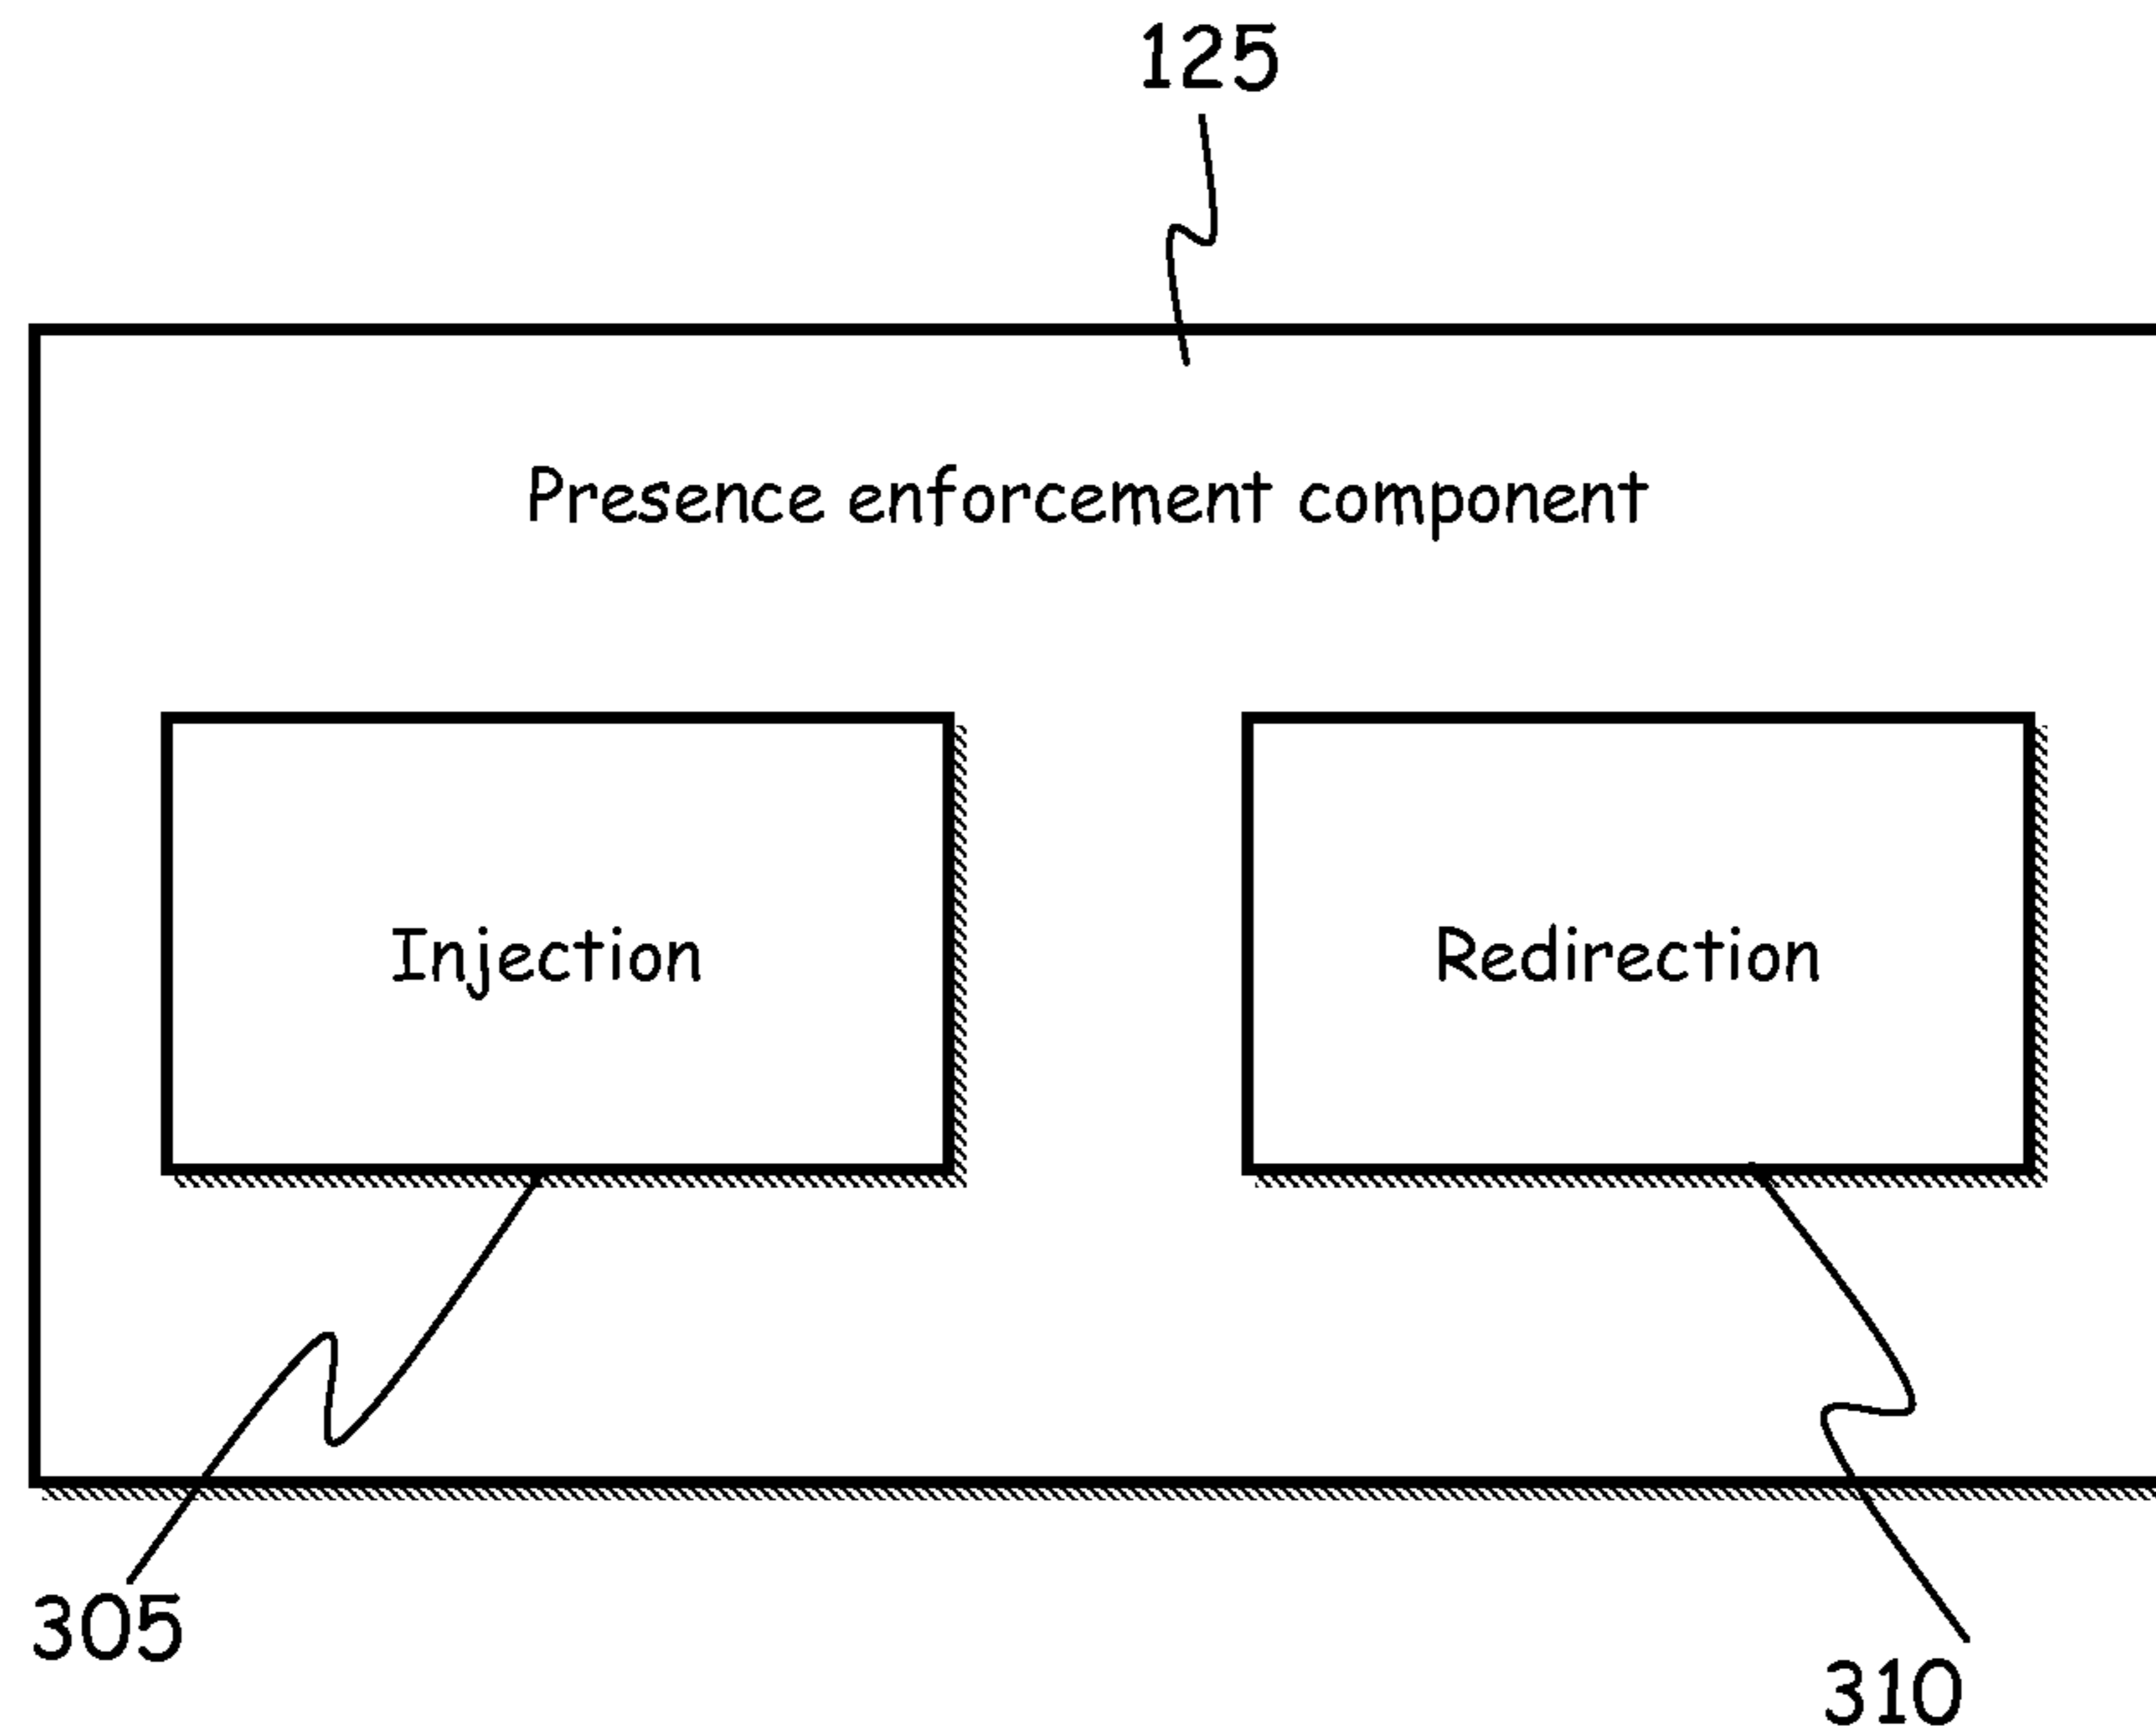 125
Presence enforcement component
Injection
Redirection
305
310